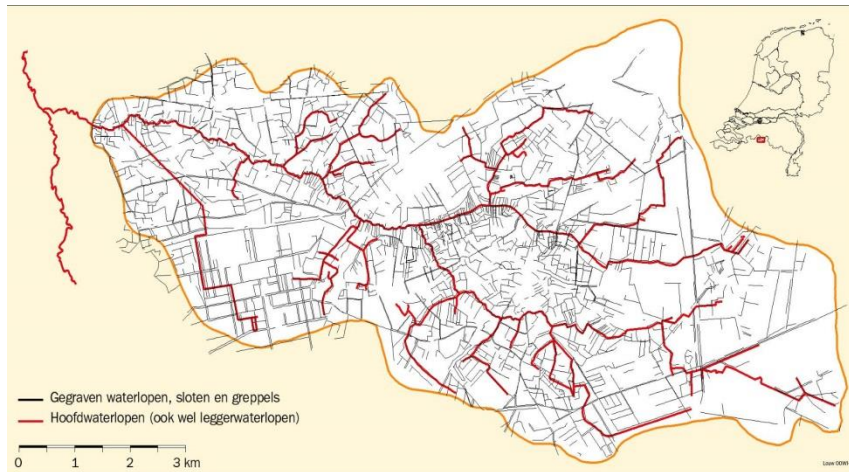 Gegraven waterlopen, sloten en greppels
Hoofdwaterlopen (ook wel leggerwaterlopen)
0 1 2 3 km